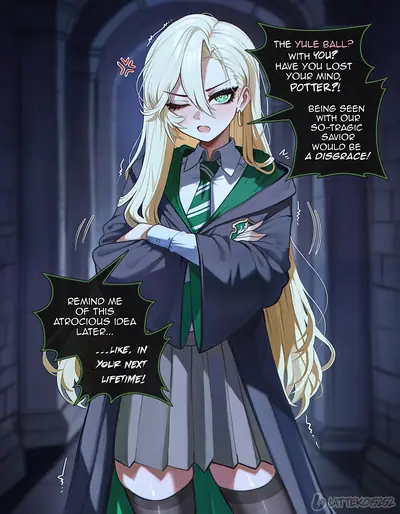 THE YULE BALL?
WITH YOU?
HAVE YOU LOST
YOUR MIND,
POTTER?!
BEING SEEN
WITH OUR
SO-TRAGIC
SAVIOR
WOULD BE
A DISGRACE!
REMIND ME
OF THIS
ATROCIOUS IDEA
LATER...
...LIKE, IN
YOUR NEXT
LIFETIME!
LATTEKO5252